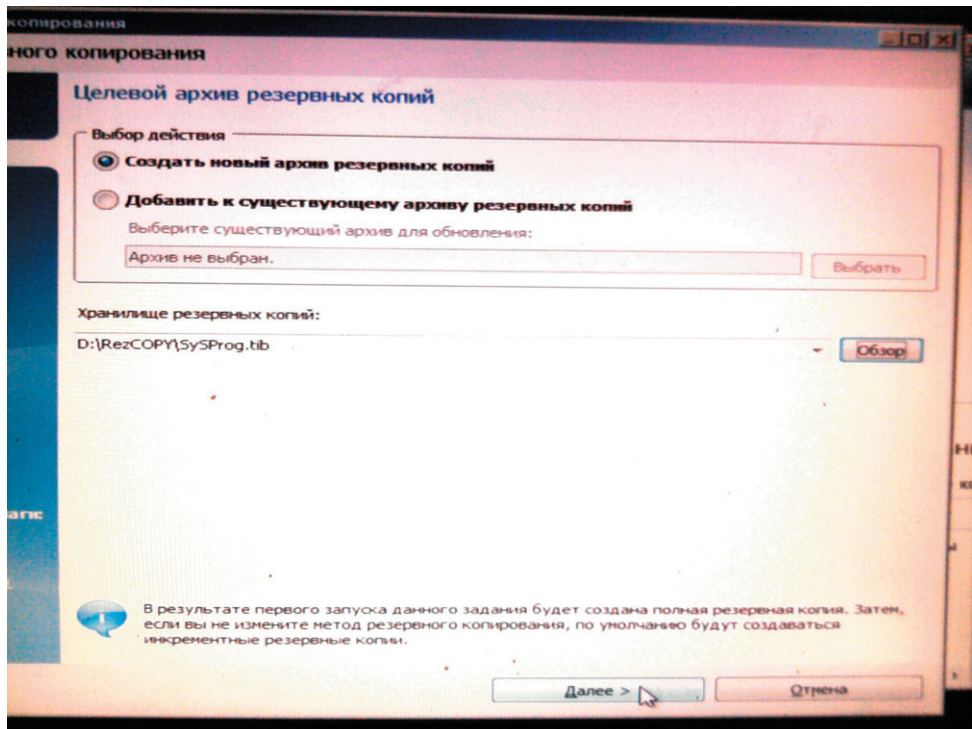 копирования
ного копирования
Целевой архив резервных копий
Выбор действия
Создать новый архив резервных копий
Добавить к существующему архиву резервных копий
Выберите существующий архив для обновления:
Архив не выбран.
Выбрать
Хранилище резервных копий:
D:\RezCOPY\SySProg.tib
Обзор
аги:
В результате первого запуска данного задания будет создана полная резервная копия. Затем,
если вы не измените метод резервного копирования, по умолчанию будут создаваться
инкрементные резервные копии.
Далее >
Отмена